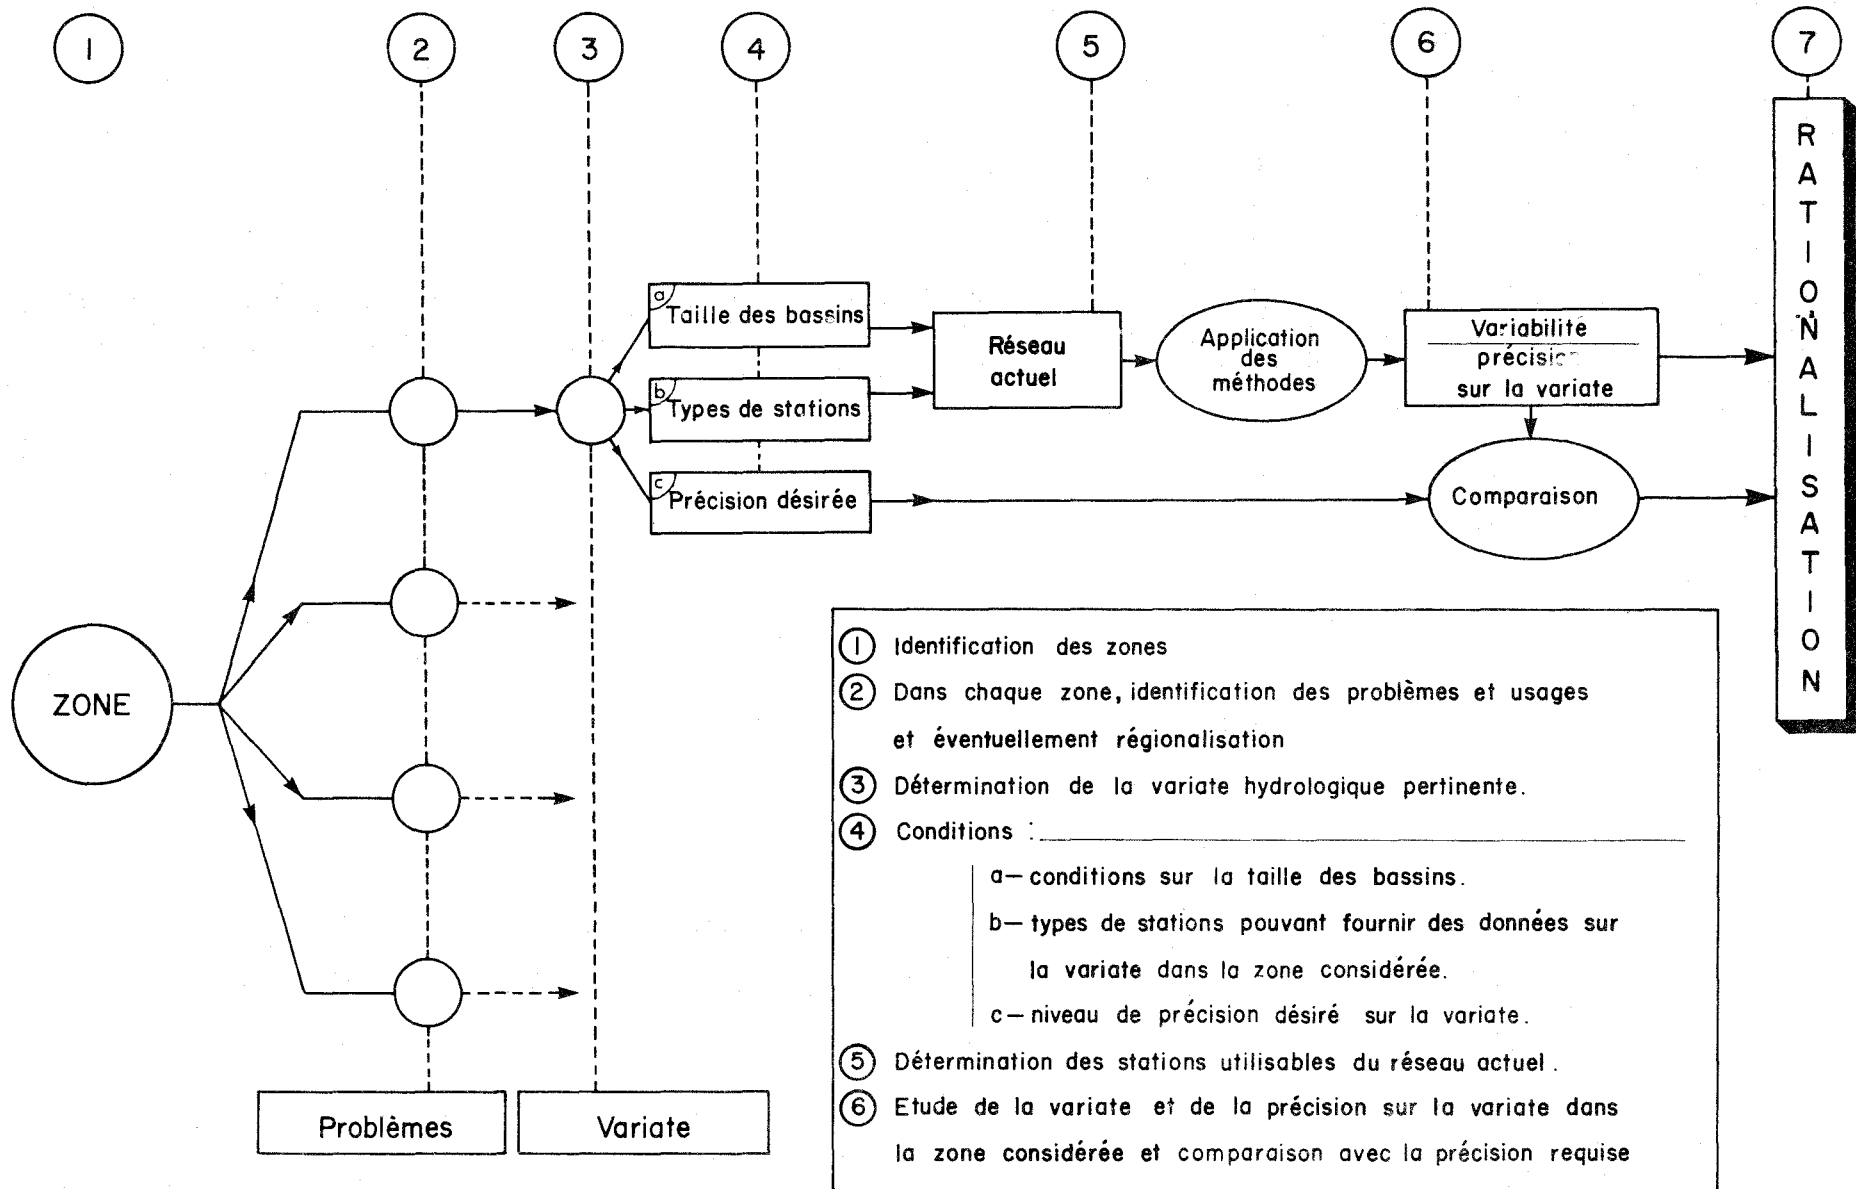 1 2 3 4 5 6 7
RATIONALISATION
a
Taille des bassins
b
Types de stations
c
Précision désirée
Réseau
actuel
Application
des
méthodes
Variabilité
précision
sur la variate
Comparaison
ZONE
Problèmes
Variate
1 Identification des zones
2 Dans chaque zone, identification des problèmes et usages
et éventuellement régionalisation
3 Détermination de la variate hydrologique pertinente.
4 Conditions :
a— conditions sur la taille des bassins.
b— types de stations pouvant fournir des données sur
la variate dans la zone considérée.
c— niveau de précision désiré sur la variate.
5 Détermination des stations utilisables du réseau actuel.
6 Etude de la variate et de la précision sur la variate dans
la zone considérée et comparaison avec la précision requise